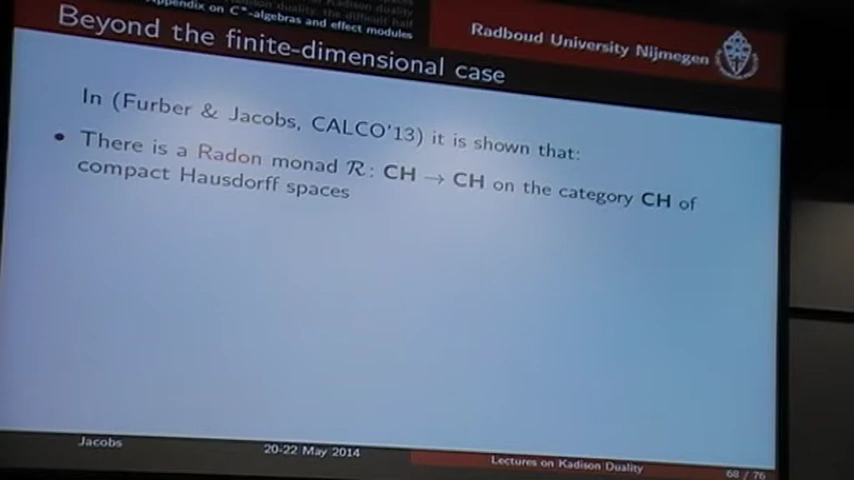 Appendix on C*-algebras and effect modules
Radboud University Nijmegen
Beyond the finite-dimensional case
In (Furber & Jacobs, CALCO'13) it is shown that:
• There is a Radon monad R: CH → CH on the category CH of
compact Hausdorff spaces
Jacobs
20-22 May 2014
Lectures on Kadison Duality
68 / 76